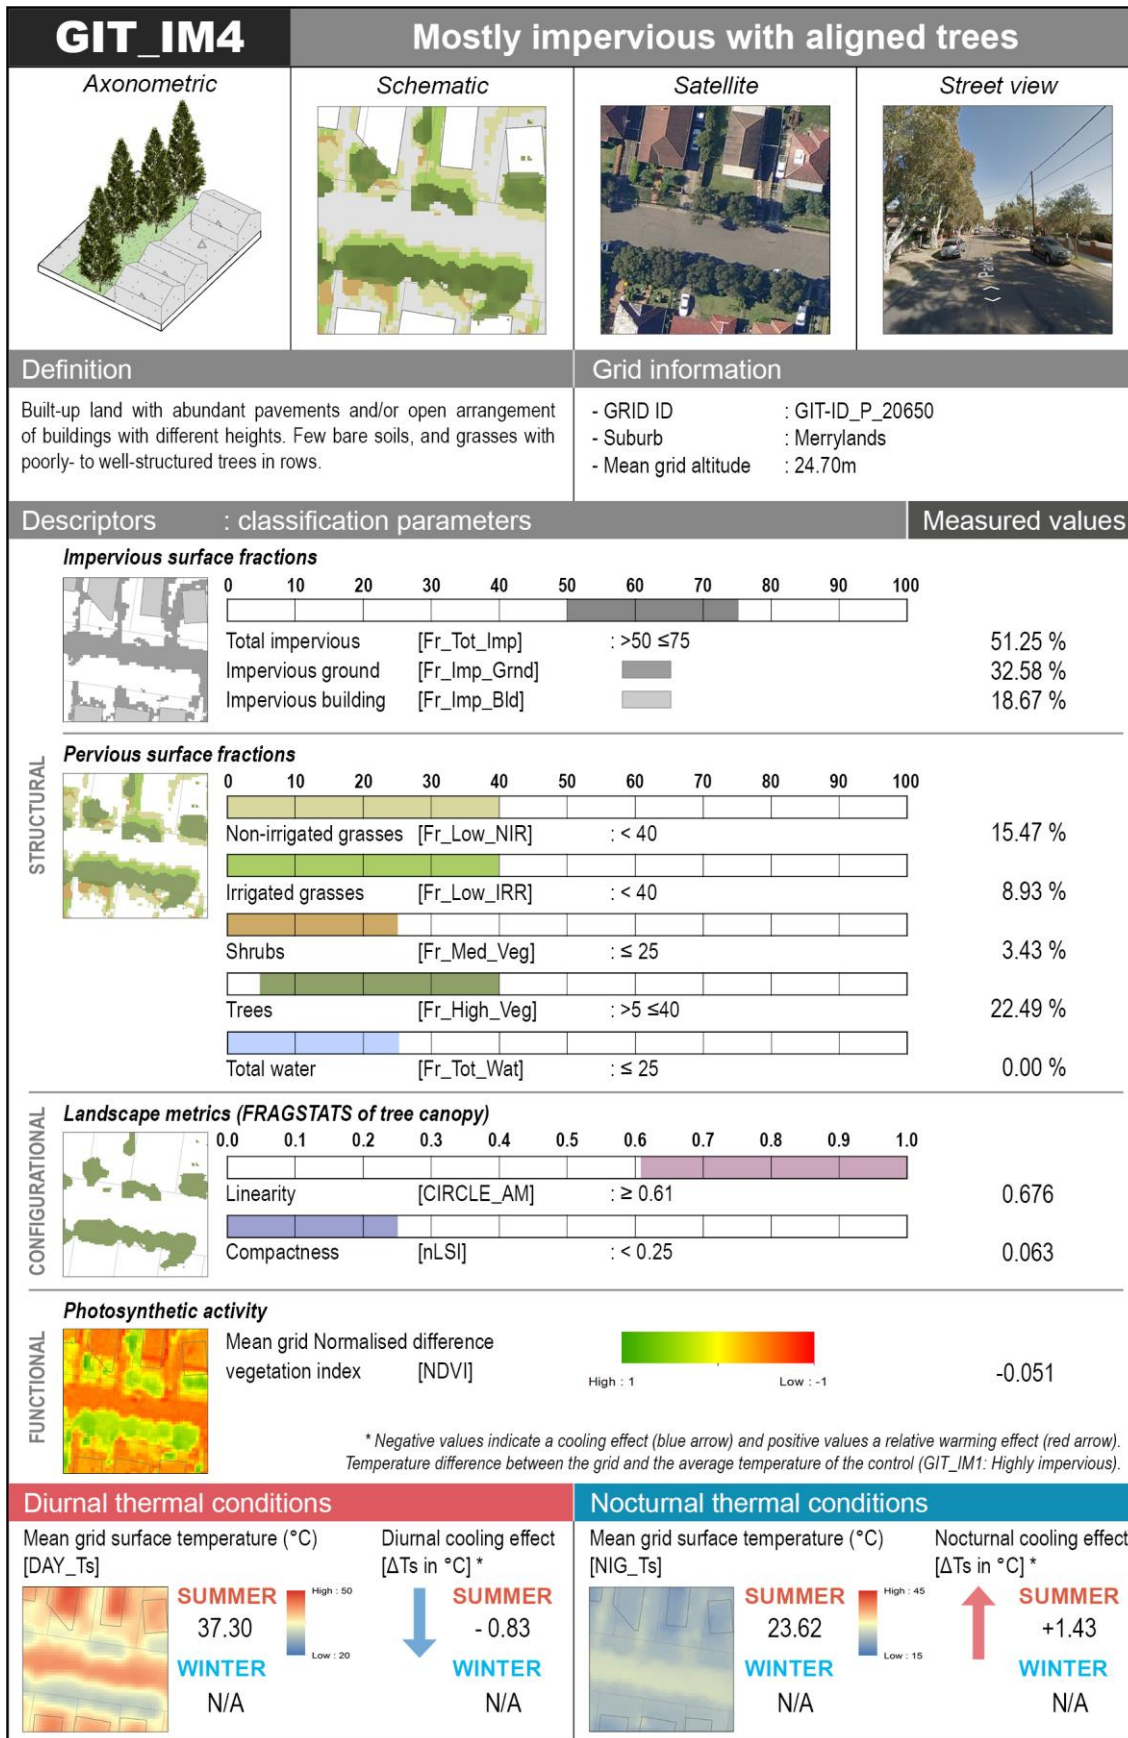 GIT_IM4
Mostly impervious with aligned trees
Axonometric
Schematic
Satellite
Street view
Definition
Built-up land with abundant pavements and/or open arrangement
of buildings with different heights. Few bare soils, and grasses with
poorly- to well-structured trees in rows.
Grid information
- GRID ID : GIT-ID_P_20650
- Suburb : Merrylands
- Mean grid altitude : 24.70m
Descriptors : classification parameters
Measured values
STRUCTURAL
Impervious surface fractions
0 10 20 30 40 50 60 70 80 90 100
Total impervious [Fr_Tot_Imp] : >50 ≤75 51.25 %
Impervious ground [Fr_Imp_Grnd] 32.58 %
Impervious building [Fr_Imp_Bld] 18.67 %
Pervious surface fractions
0 10 20 30 40 50 60 70 80 90 100
Non-irrigated grasses [Fr_Low_NIR] : < 40 15.47 %
Irrigated grasses [Fr_Low_IRR] : < 40 8.93 %
Shrubs [Fr_Med_Veg] : ≤ 25 3.43 %
Trees [Fr_High_Veg] : >5 ≤40 22.49 %
Total water [Fr_Tot_Wat] : ≤ 25 0.00 %
CONFIGURATIONAL
Landscape metrics (FRAGSTATS of tree canopy)
0.0 0.1 0.2 0.3 0.4 0.5 0.6 0.7 0.8 0.9 1.0
Linearity [CIRCLE_AM] : ≥ 0.61 0.676
Compactness [nLSI] : < 0.25 0.063
FUNCTIONAL
Photosynthetic activity
Mean grid Normalised difference
vegetation index [NDVI] -0.051
High : 1 Low : -1
* Negative values indicate a cooling effect (blue arrow) and positive values a relative warming effect (red arrow).
Temperature difference between the grid and the average temperature of the control (GIT_IM1: Highly impervious).
Diurnal thermal conditions
Mean grid surface temperature (°C)
[DAY_Ts]
SUMMER
37.30
WINTER
N/A
High : 50
Low : 20
Diurnal cooling effect
[ΔTs in °C] *
SUMMER
- 0.83
WINTER
N/A
Nocturnal thermal conditions
Mean grid surface temperature (°C)
[NIG_Ts]
SUMMER
23.62
WINTER
N/A
High : 45
Low : 15
Nocturnal cooling effect
[ΔTs in °C] *
SUMMER
+1.43
WINTER
N/A